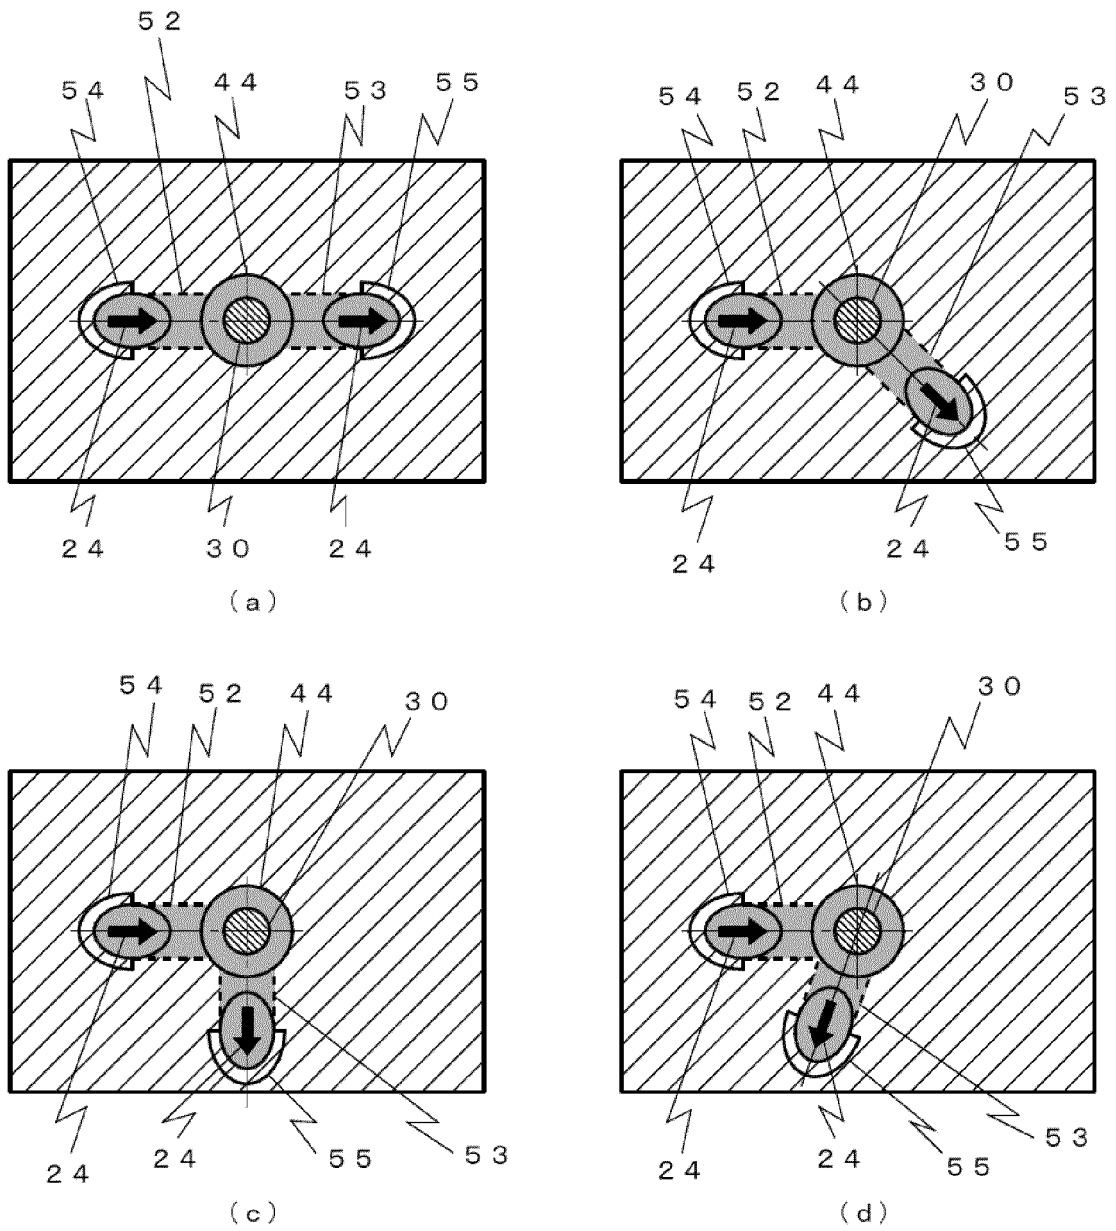 ５２
５４ ４４ ５３ ５５
２４ ３０ ２４
（ａ）
５４ ５２ ４４ ３０ ５３
２４ ２４ ５５
（ｂ）
５４ ５２ ４４ ３０
２４ ２４ ５５ ５３
（ｃ）
５４ ５２ ４４ ３０
２４ ２４ ５５ ５３
（ｄ）